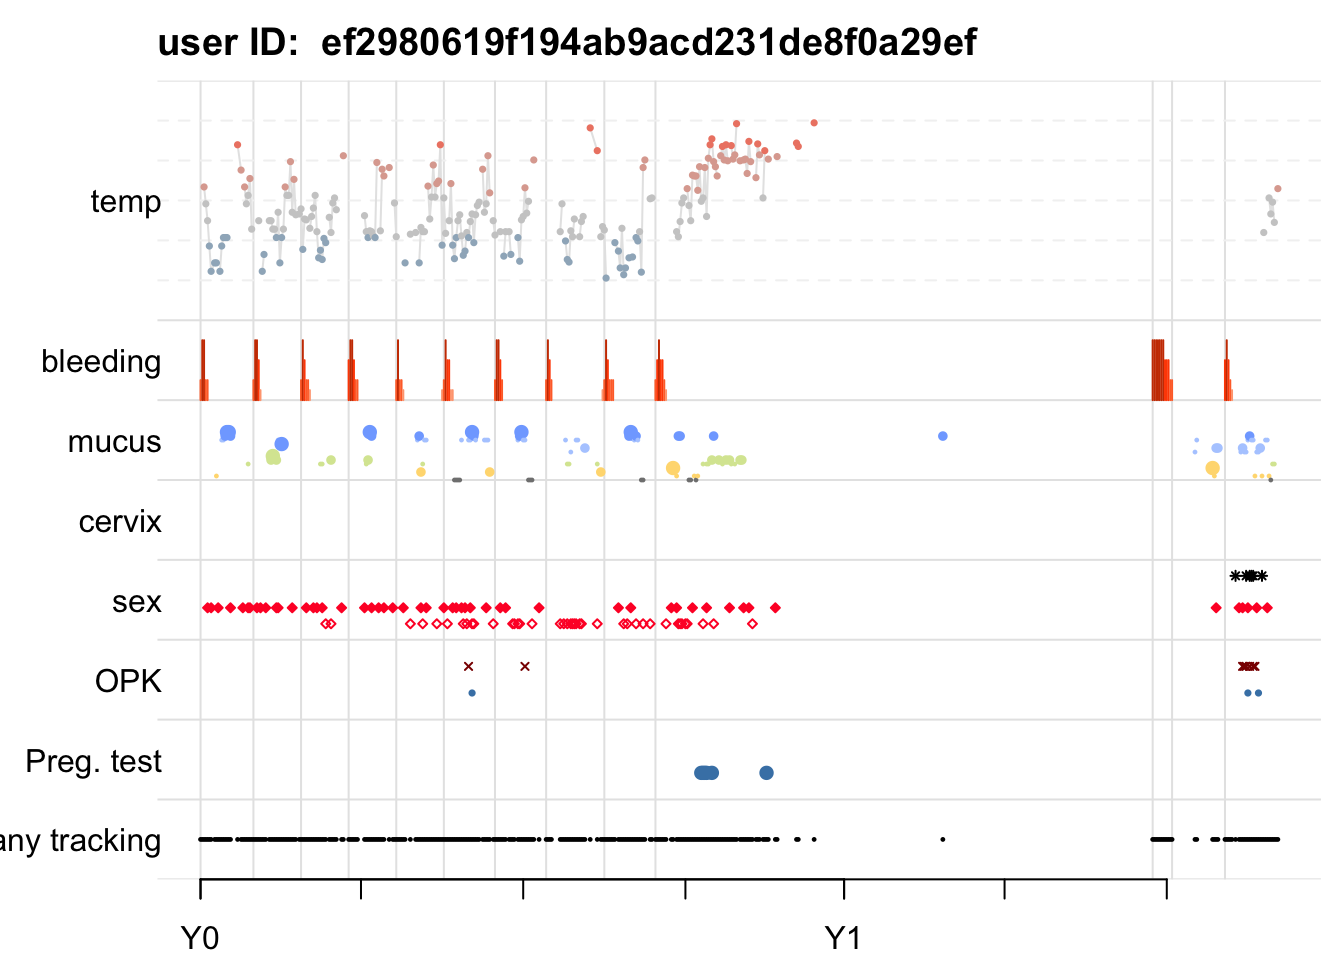 user ID:  ef2980619f194ab9acd231de8f0a29ef
temp
bleeding
mucus
cervix
sex
OPK
Preg. test
any tracking
Y0
Y1